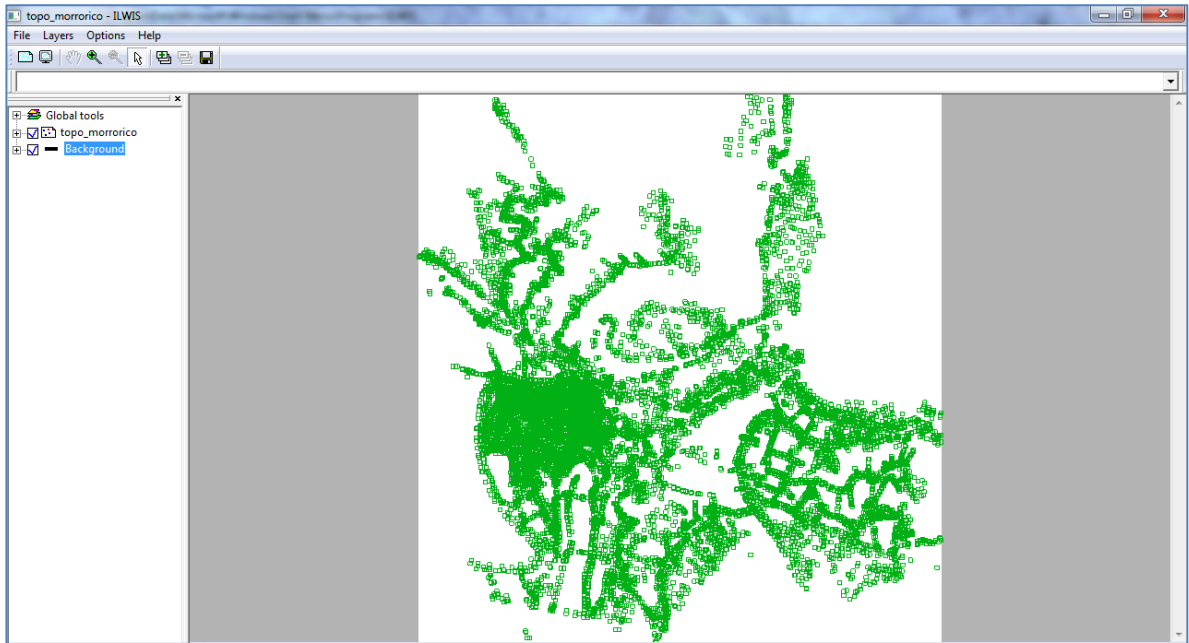 topo_morrorico - ILWIS
File Layers Options Help
Global tools
topo_morrorico
Background